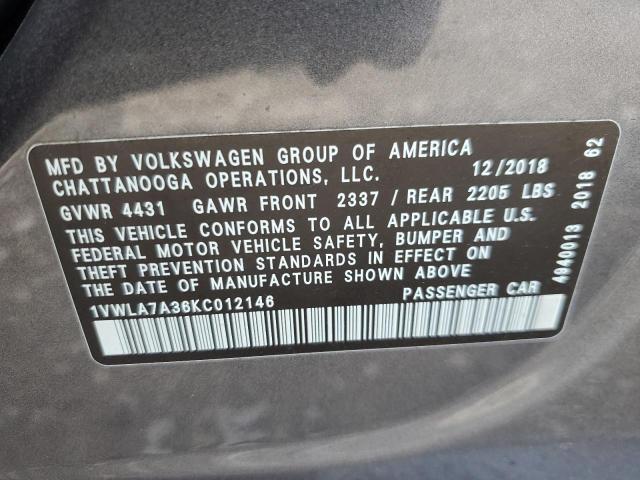 MFD BY VOLKSWAGEN GROUP OF AMERICA
CHATTANOOGA OPERATIONS, LLC. 12/2018
GVWR 4431 GAWR FRONT 2337 / REAR 2205 LBS
THIS VEHICLE CONFORMS TO ALL APPLICABLE U.S.
FEDERAL MOTOR VEHICLE SAFETY, BUMPER AND
THEFT PREVENTION STANDARDS IN EFFECT ON
THE DATE OF MANUFACTURE SHOWN ABOVE
1VWLA7A36KC012146 PASSENGER CAR
4940013 2018 62